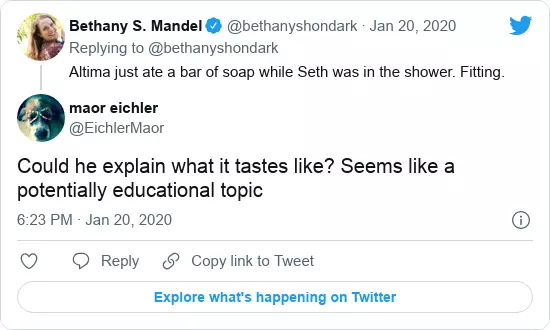 Bethany S. Mandel @bethanyshondark · Jan 20, 2020
Replying to @bethanyshondark
Altima just ate a bar of soap while Seth was in the shower. Fitting.
maor eichler
@EichlerMaor
Could he explain what it tastes like? Seems like a
potentially educational topic
6:23 PM · Jan 20, 2020
Reply Copy link to Tweet
Explore what's happening on Twitter